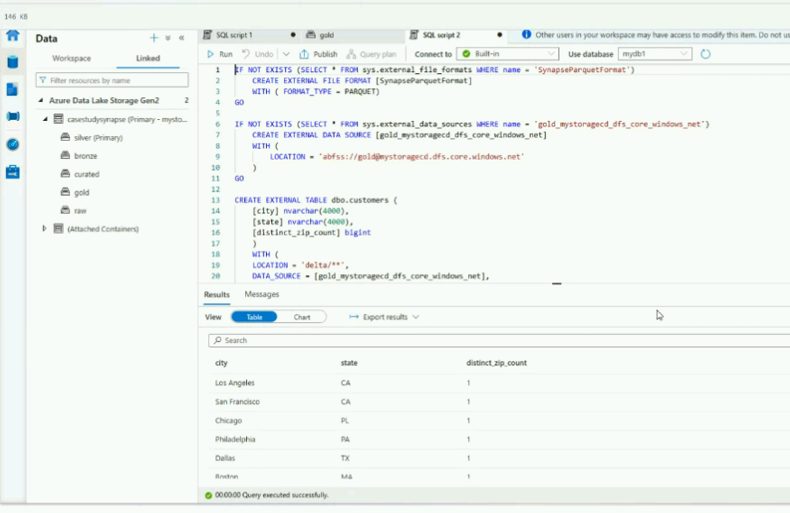 146 KB
SQL script 1
gold
SQL script 2
Other users in your workspace may have access to modify this item. Do not
Data
Workspace
Linked
Run
Undo
Publish
Query plan
Connect to
Built-in
Use database
mydb1
Filter resources by name
Azure Data Lake Storage Gen2 2
casestudysynapse (Primary - mysto...
silver (Primary)
bronze
curated
gold
raw
(Attached Containers)
1 IF NOT EXISTS (SELECT * FROM sys.external_file_formats WHERE name = 'SynapseParquetFormat')
2 CREATE EXTERNAL FILE FORMAT [SynapseParquetFormat]
3 WITH ( FORMAT_TYPE = PARQUET)
4 GO
5
6 IF NOT EXISTS (SELECT * FROM sys.external_data_sources WHERE name = 'gold_mystoragecd_dfs_core_windows_net')
7 CREATE EXTERNAL DATA SOURCE [gold_mystoragecd_dfs_core_windows_net]
8 WITH (
9 LOCATION = 'abfss://gold@mystoragecd.dfs.core.windows.net'
10 )
11 GO
12
13 CREATE EXTERNAL TABLE dbo.customers (
14 [city] nvarchar(4000),
15 [state] nvarchar(4000),
16 [distinct_zip_count] bigint
17 )
18 WITH (
19 LOCATION = 'delta/**',
20 DATA_SOURCE = [gold_mystoragecd_dfs_core_windows_net],
Results
Messages
View
Table
Chart
Export results
Search
city state distinct_zip_count
Los Angeles CA 1
San Francisco CA 1
Chicago PL 1
Philadelphia PA 1
Dallas TX 1
Boston MA 1
00:00:00 Query executed successfully.